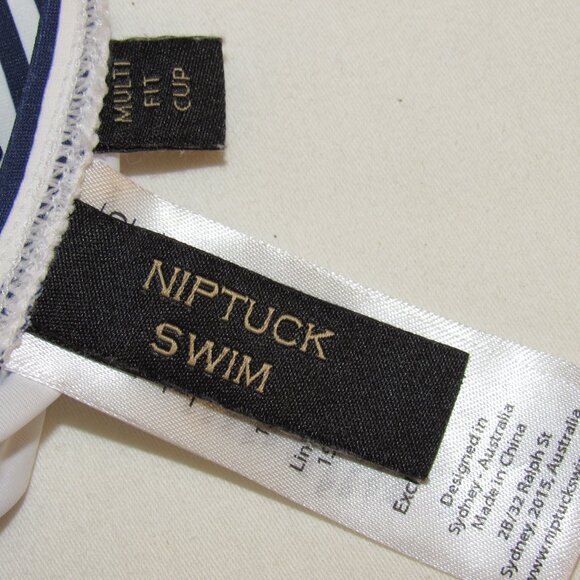 MULTI
FIT
CUP
NIPTUCK
SWIM
Designed in
Sydney - Australia
Made in China
2B/32 Ralph St
Sydney, 2015, Australia